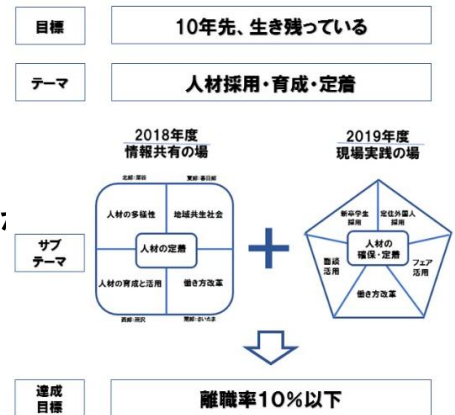 目標
10年先、生き残っている
テーマ
人材採用・育成・定着
2018年度
情報共有の場
2019年度
現場実践の場
サブ
テーマ
人材の多様性
地域共生社会
人材の定着
人材の育成と活用
働き方改革
+
新卒学生
採用
定住外国人
採用
人材の
確保・定着
面談
活用
フェア
活用
働き方改革
達成
目標
離職率10%以下